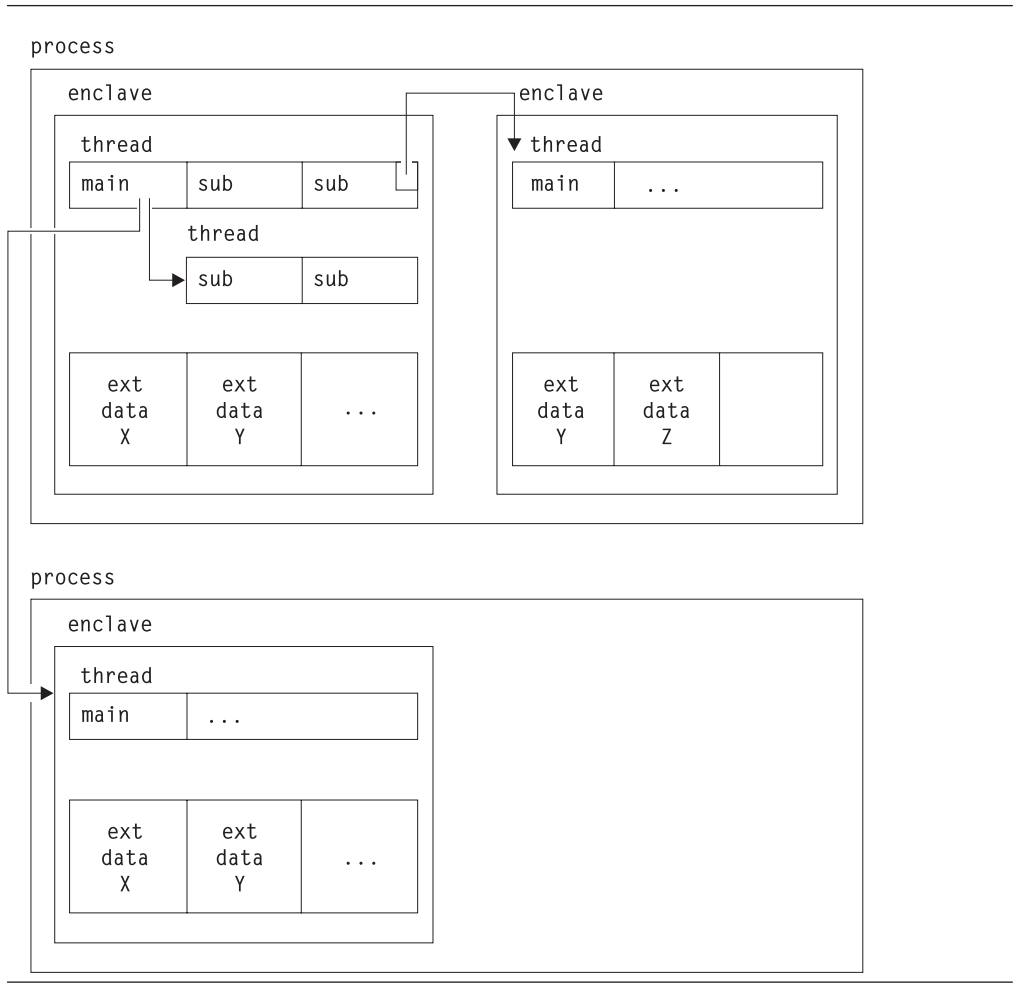 process
enclave enclave
thread thread
main sub sub main ...
thread
sub sub
ext ext ... ext ext
data data data data
X Y Y Z
process
enclave
thread
main ...
ext ext
data data ...
X Y